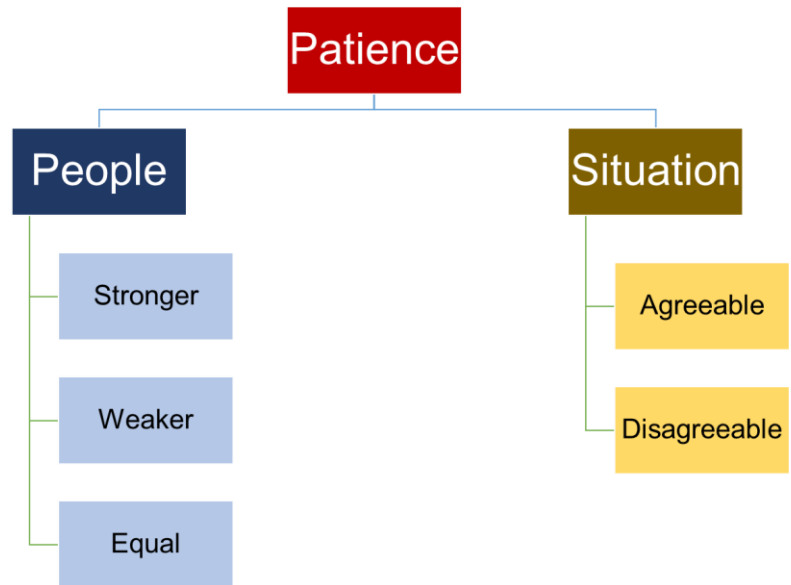 Patience
People
Stronger
Weaker
Equal
Situation
Agreeable
Disagreeable